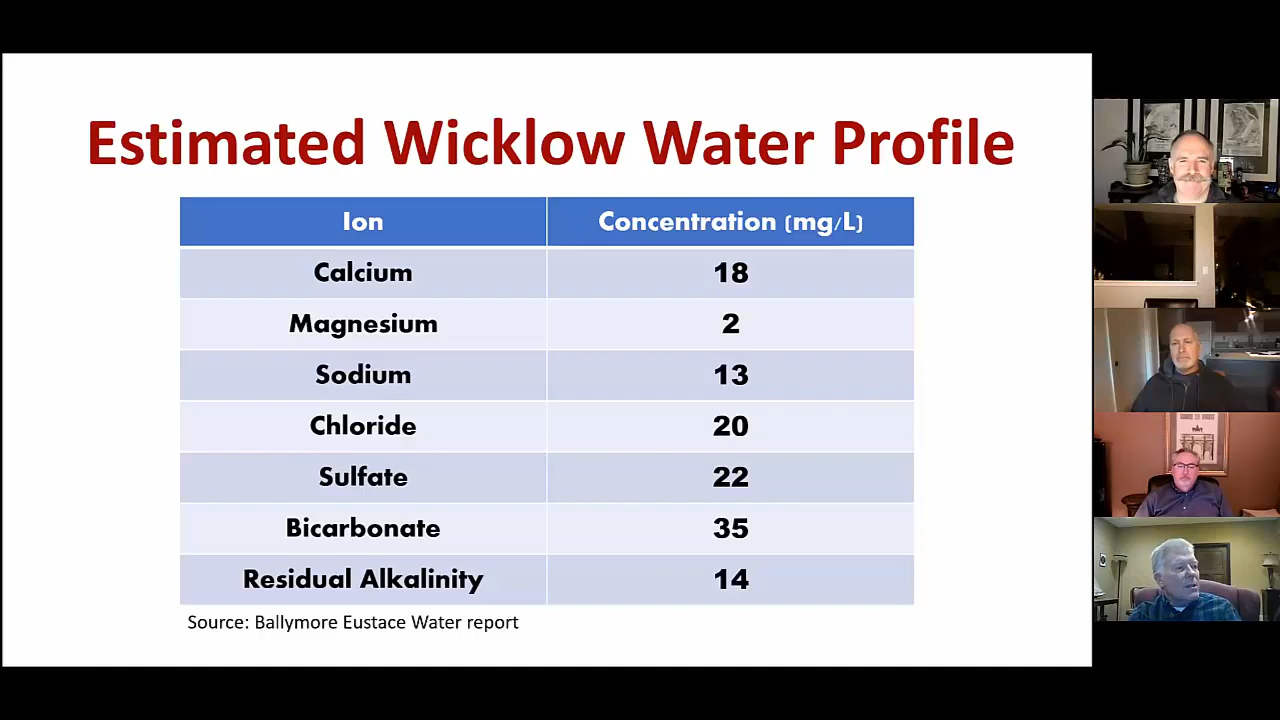 Estimated Wicklow Water Profile
Ion Concentration (mg/L)
Calcium 18
Magnesium 2
Sodium 13
Chloride 20
Sulfate 22
Bicarbonate 35
Residual Alkalinity 14
Source: Ballymore Eustace Water report